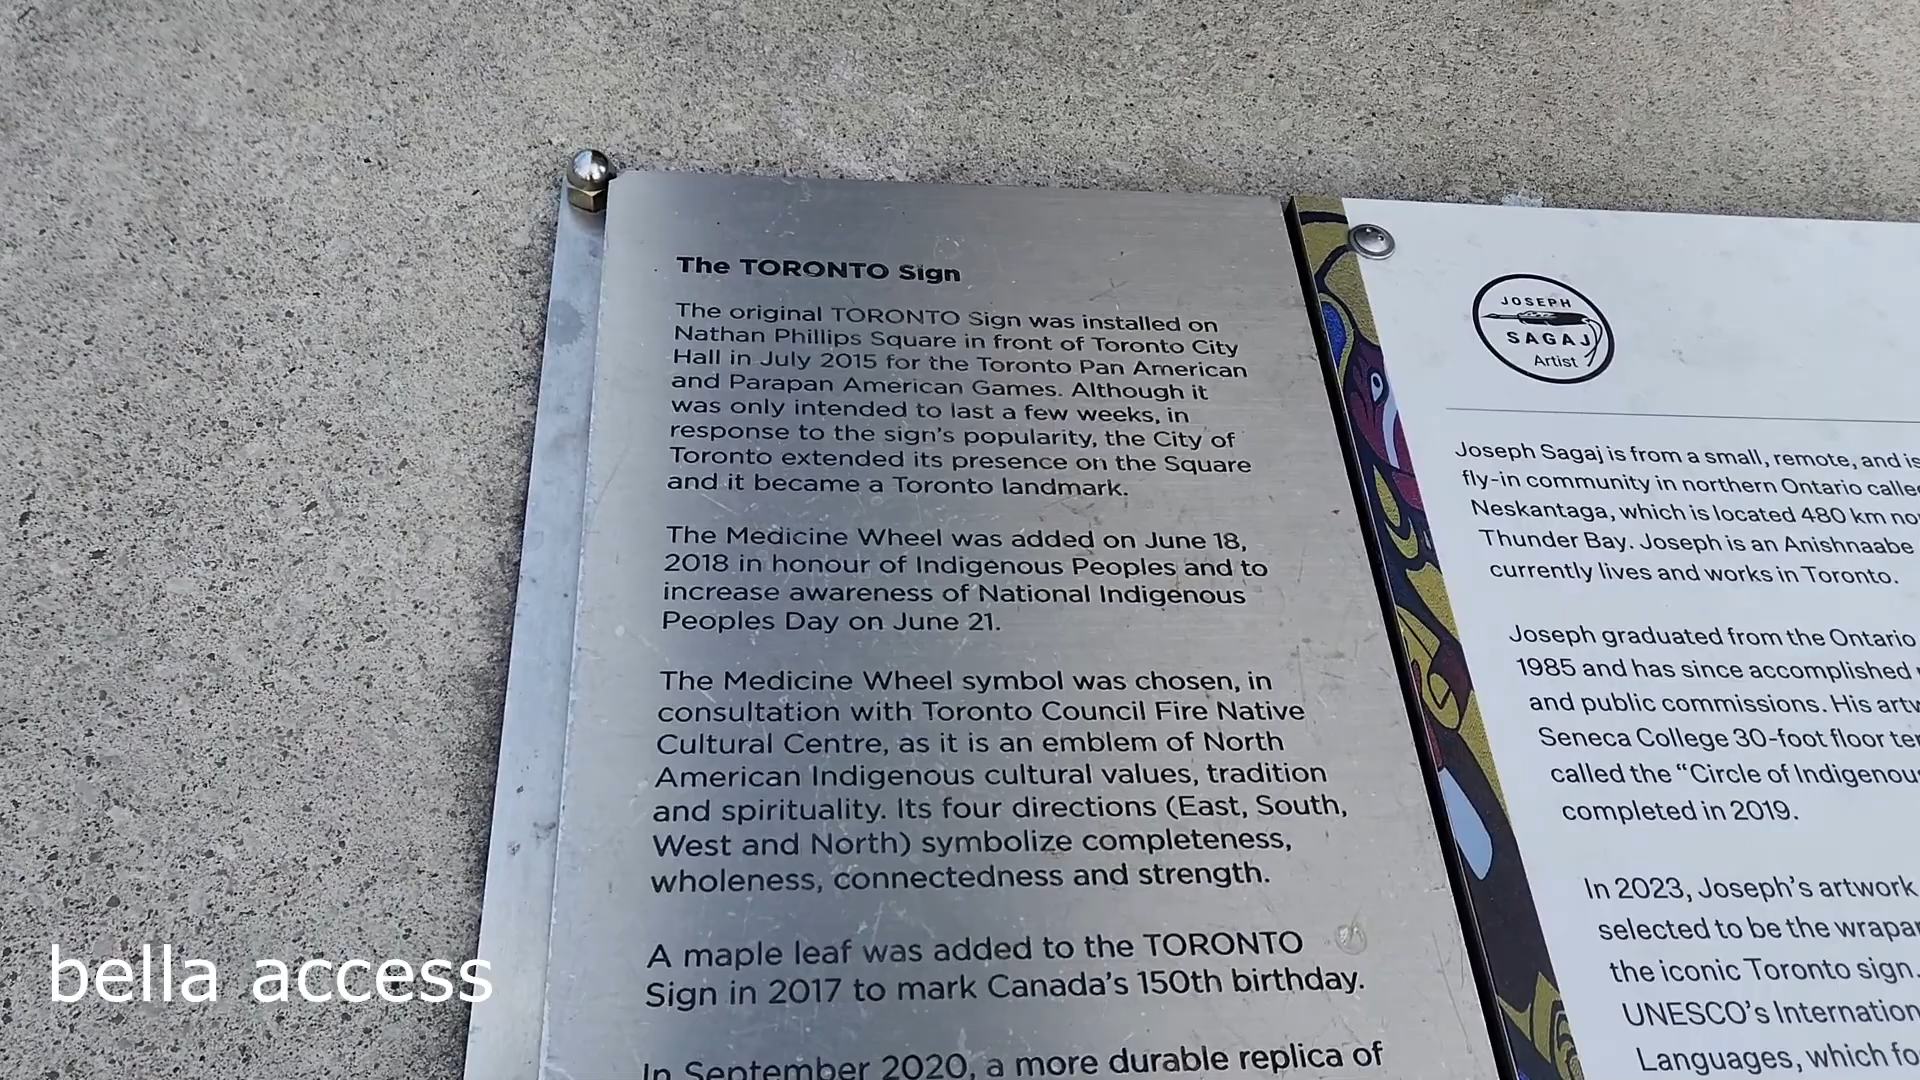 The TORONTO Sign
The original TORONTO Sign was installed on
Nathan Phillips Square in front of Toronto City
Hall in July 2015 for the Toronto Pan American
and Parapan American Games. Although it
was only intended to last a few weeks, in
response to the sign's popularity, the City of
Toronto extended its presence on the Square
and it became a Toronto landmark.
The Medicine Wheel was added on June 18,
2018 in honour of Indigenous Peoples and to
increase awareness of National Indigenous
Peoples Day on June 21.
The Medicine Wheel symbol was chosen, in
consultation with Toronto Council Fire Native
Cultural Centre, as it is an emblem of North
American Indigenous cultural values, tradition
and spirituality. Its four directions (East, South,
West and North) symbolize completeness,
wholeness, connectedness and strength.
A maple leaf was added to the TORONTO
Sign in 2017 to mark Canada's 150th birthday.
In September 2020, a more durable replica of
JOSEPH
SAGAJ
Artist
Joseph Sagaj is from a small, remote, and
fly-in community in northern Ontario
Neskantaga, which is located 480 km
Thunder Bay. Joseph is an Anishnaabe
currently lives and works in Toronto.
Joseph graduated from the Ontario
1985 and has since accomplished
and public commissions. His
Seneca College 30-foot floor
called the “Circle of
completed in 2019.
In 2023, Joseph's artwork
selected to be the
the iconic Toronto sign.
UNESCO's
Languages, which
bella access